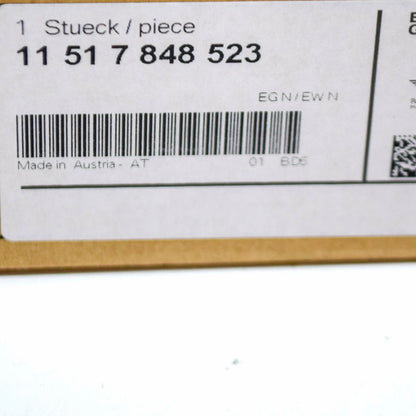 1 Stueck / piece
11 51 7 848 523
EGN/EWN
Made in Austria - AT 01 BD5